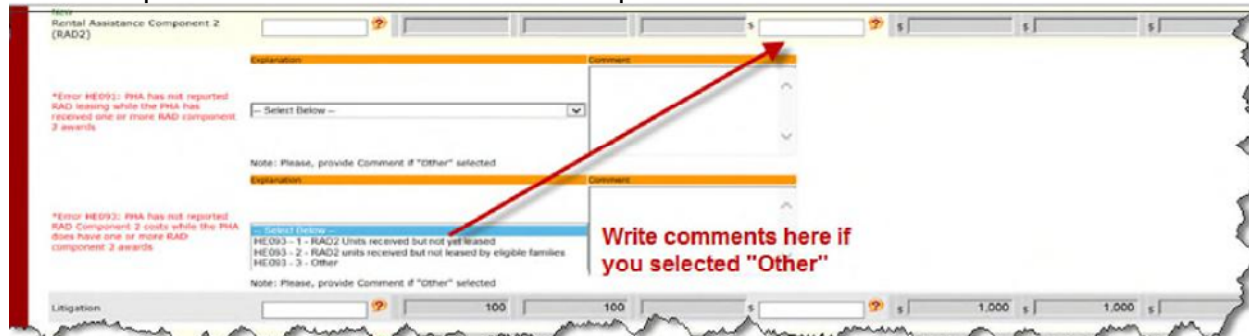 New
Rental Assistance Component 2
(RAD2)
? $ ? $ $ $
Explanation Comment
*Error HE091: PHA has not reported
RAD leasing while the PHA has
received one or more RAD component
2 awards
-- Select Below --
Note: Please, provide Comment if "Other" selected
Explanation Comment
*Error HE093: PHA has not reported
RAD Component 2 costs while the PHA
does have one or more RAD
component 2 awards
-- Select Below --
HE093 - 1 - RAD2 Units received but not yet leased
HE093 - 2 - RAD2 units received but not leased by eligible families
HE093 - 3 - Other
Write comments here if
you selected "Other"
Note: Please, provide Comment if "Other" selected
Litigation ? 100 100 $ ? $ 1,000 $ 1,000 $